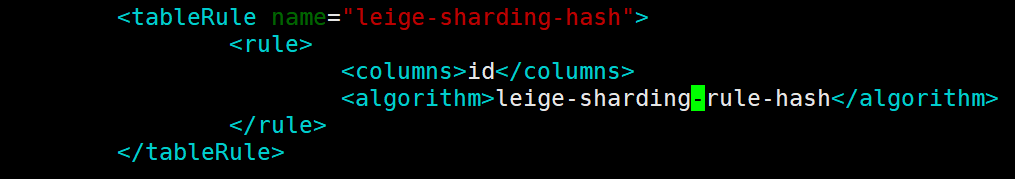 <tableRule name="leige-sharding-hash">
<rule>
<columns>id</columns>
<algorithm>leige-sharding-rule-hash</algorithm>
</rule>
</tableRule>